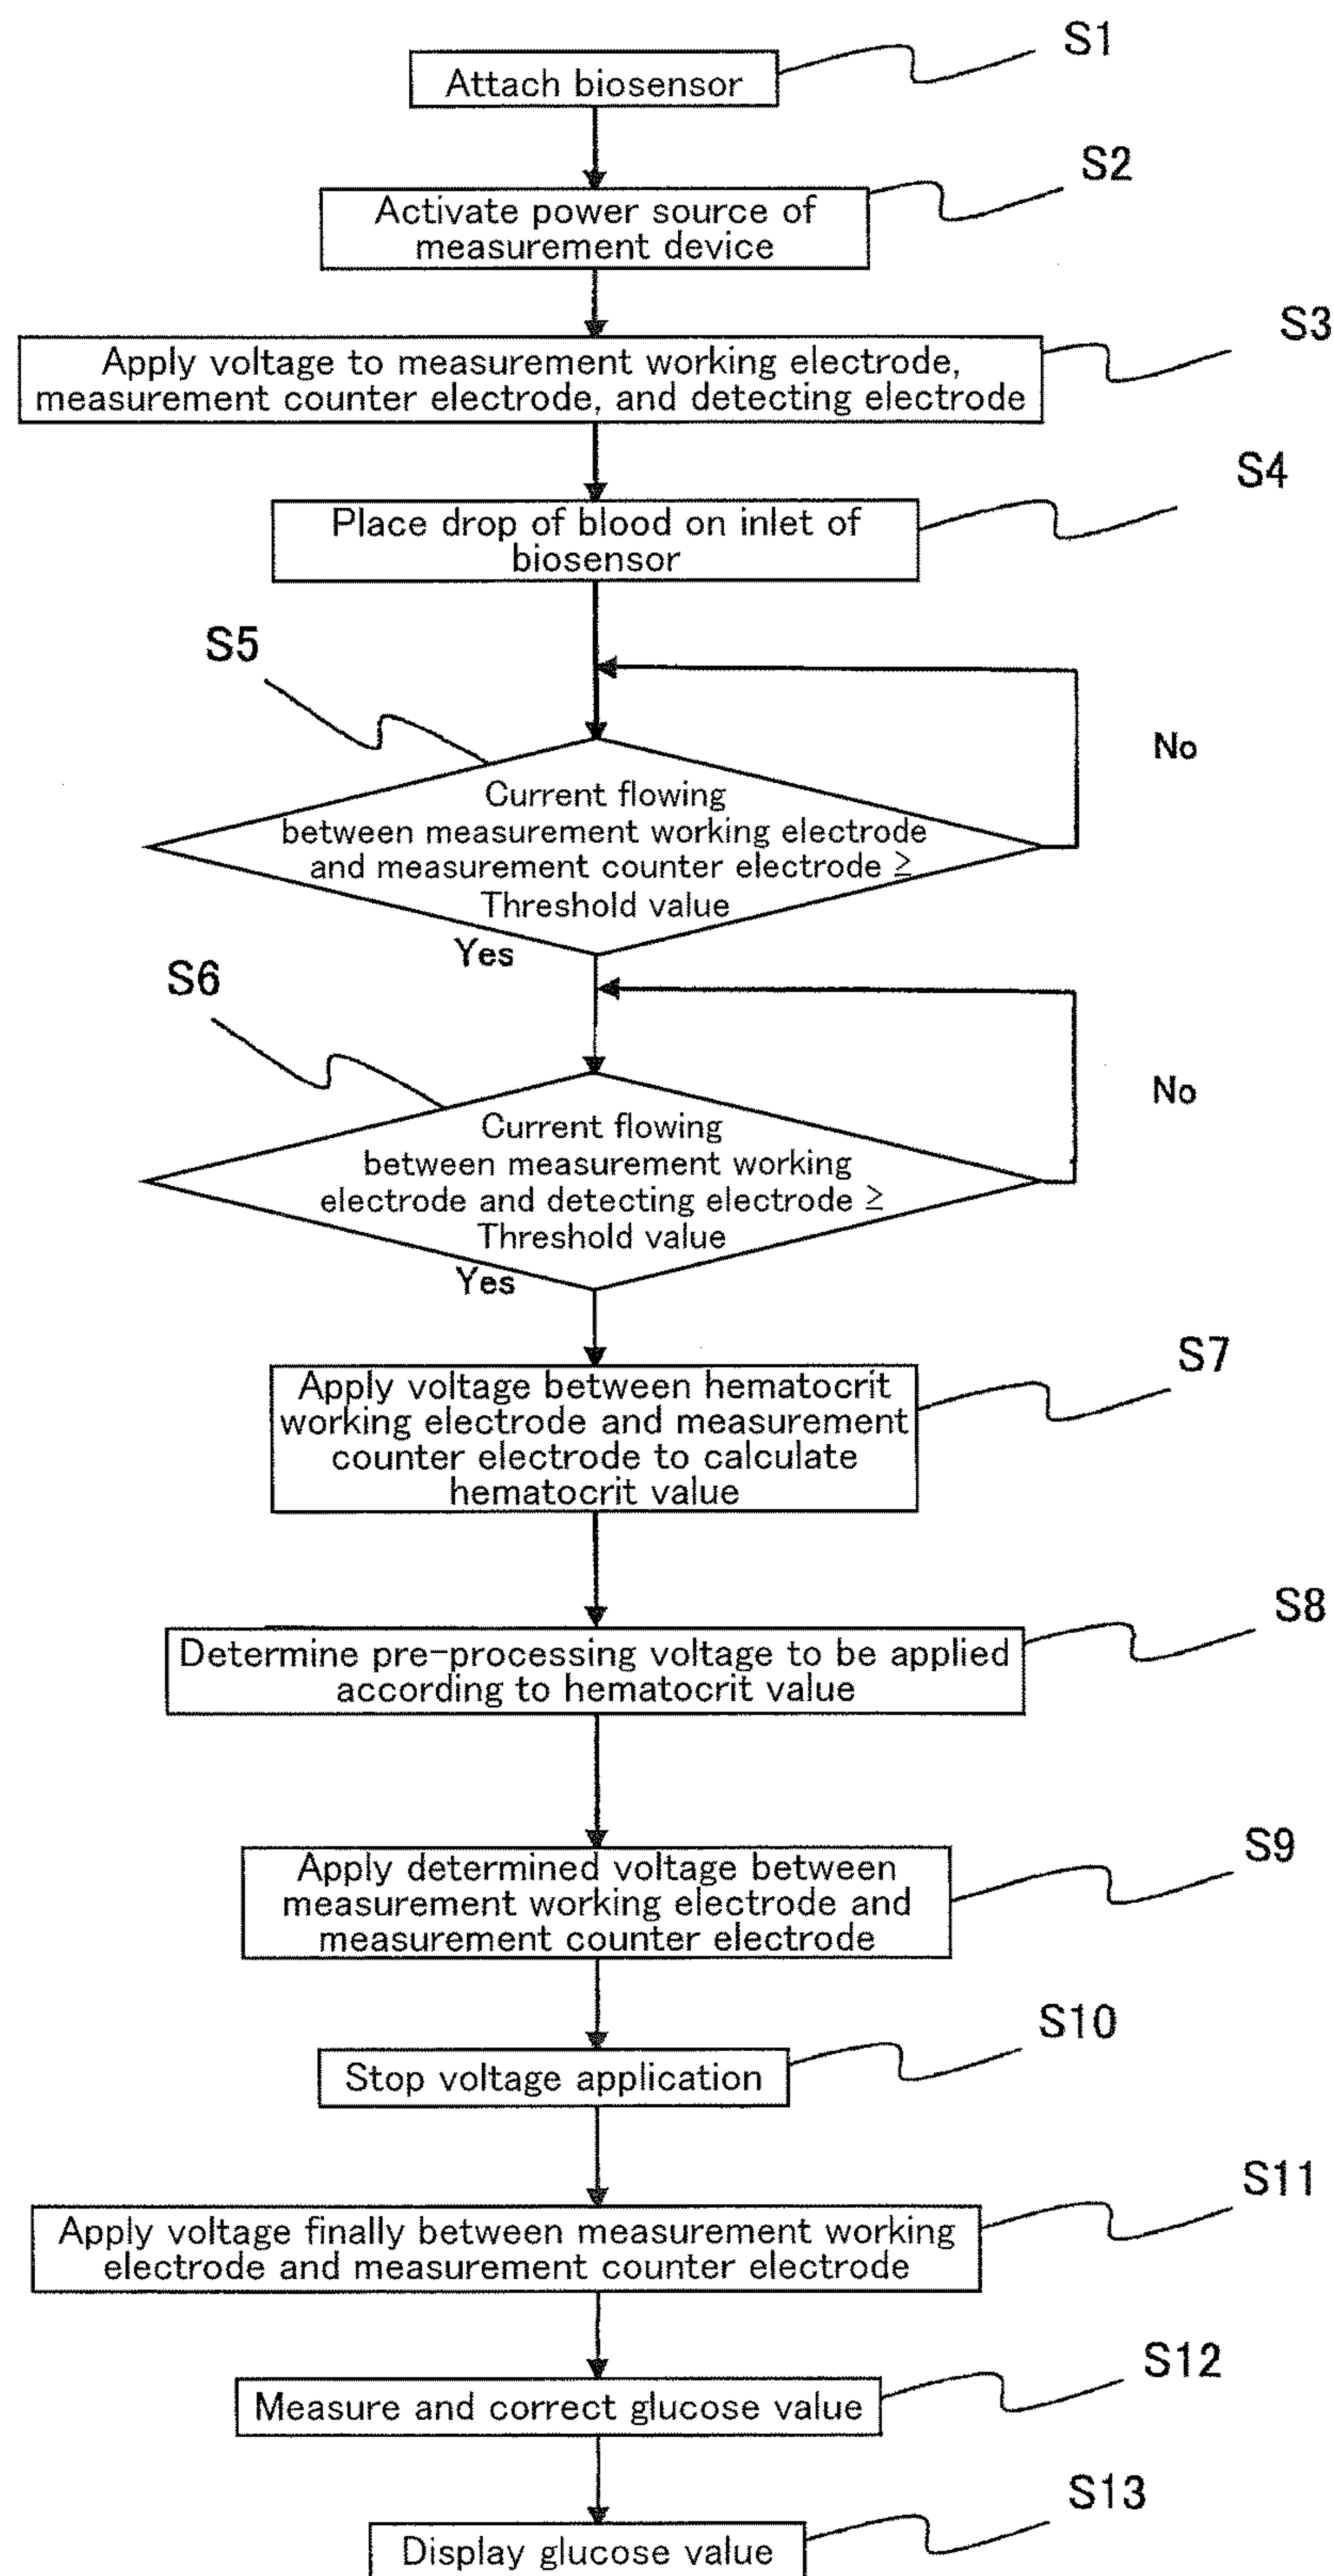 S1
Attach biosensor
S2
Activate power source of
measurement device
S3
Apply voltage to measurement working electrode,
measurement counter electrode, and detecting electrode
S4
Place drop of blood on inlet of
biosensor
S5
No
Current flowing
between measurement working electrode
and measurement counter electrode ≥
Threshold value
Yes
S6
No
Current flowing
between measurement working
electrode and detecting electrode ≥
Threshold value
Yes
S7
Apply voltage between hematocrit
working electrode and measurement
counter electrode to calculate
hematocrit value
S8
Determine pre-processing voltage to be applied
according to hematocrit value
S9
Apply determined voltage between
measurement working electrode and
measurement counter electrode
S10
Stop voltage application
S11
Apply voltage finally between measurement working
electrode and measurement counter electrode
S12
Measure and correct glucose value
S13
Display glucose value